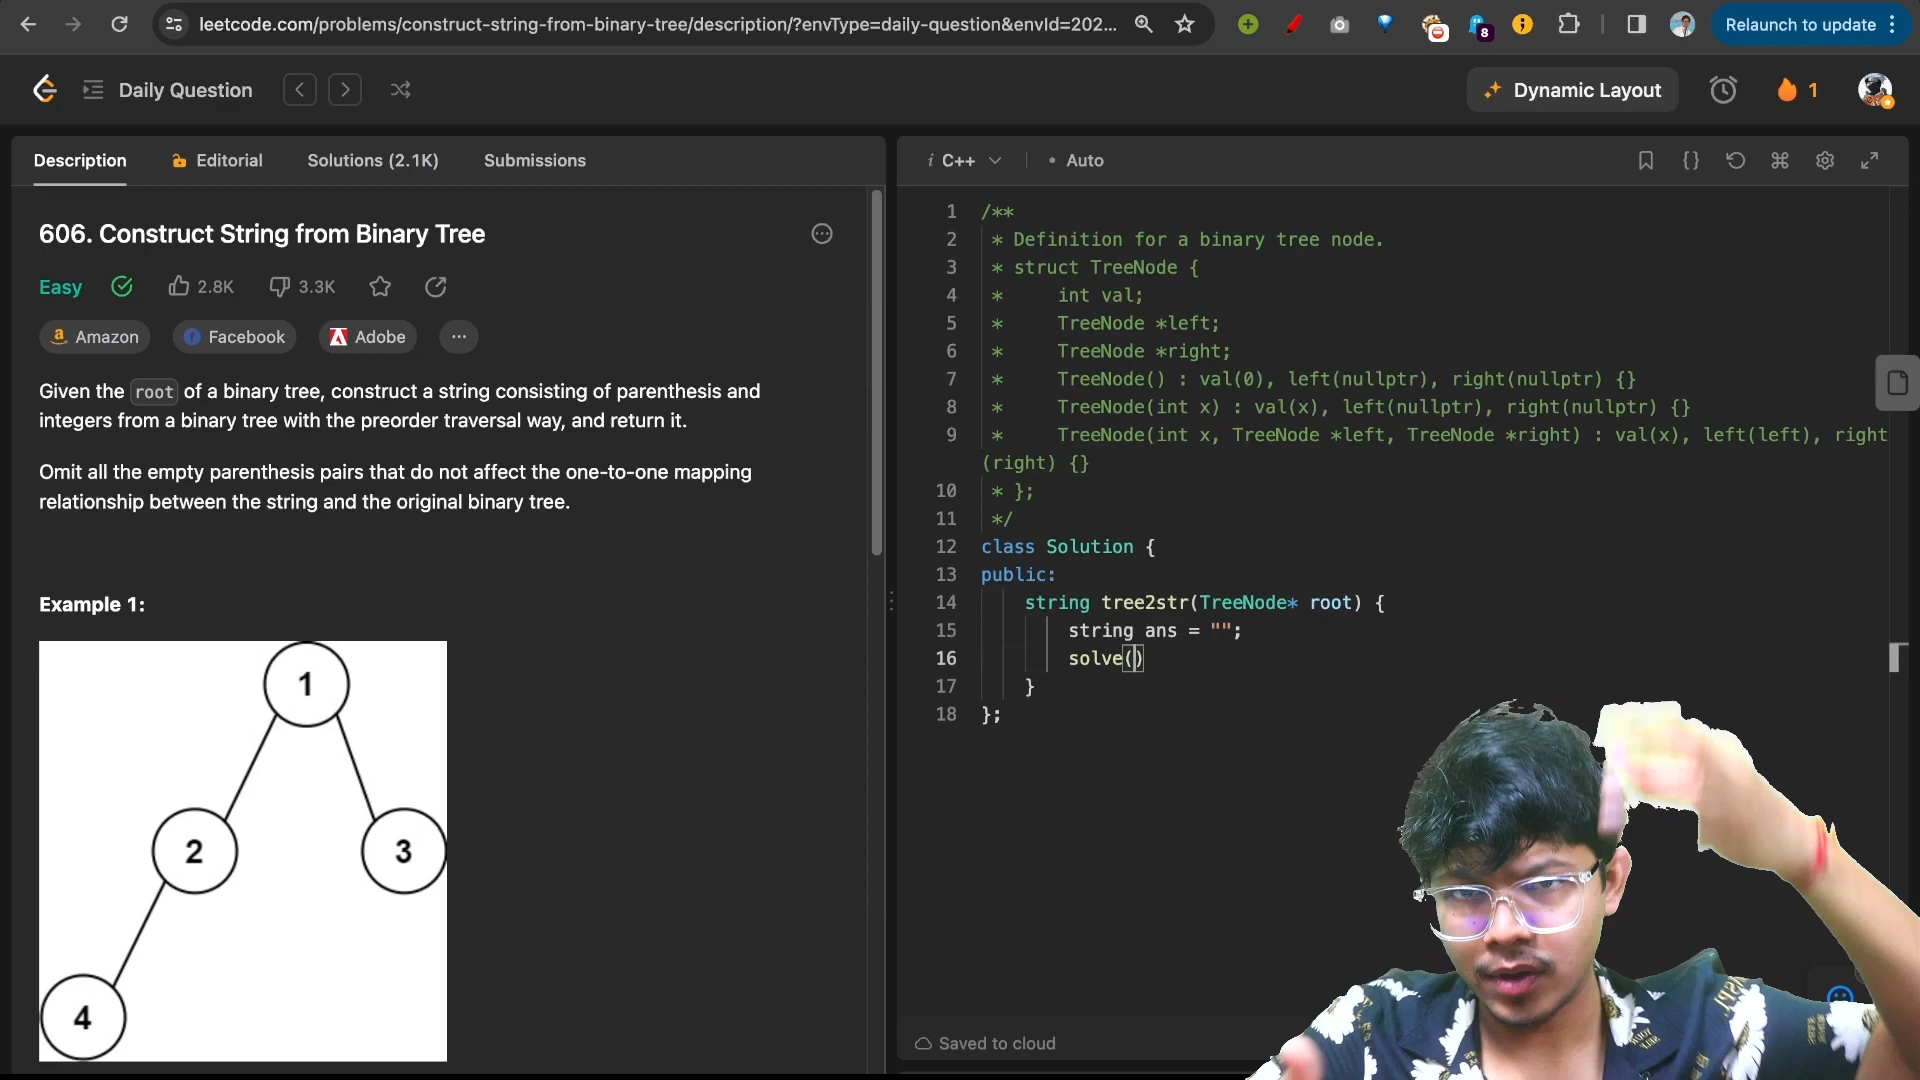 leetcode.com/problems/construct-string-from-binary-tree/description/?envType=daily-question&envId=202...
8
Relaunch to update
Daily Question
Dynamic Layout
1
Description
Editorial
Solutions (2.1K)
Submissions
606. Construct String from Binary Tree
Easy
2.8K
3.3K
Amazon
Facebook
Adobe
...
Given the root of a binary tree, construct a string consisting of parenthesis and
integers from a binary tree with the preorder traversal way, and return it.
Omit all the empty parenthesis pairs that do not affect the one-to-one mapping
relationship between the string and the original binary tree.
Example 1:
1
2
3
4
i C++
• Auto
1 /**
2 * Definition for a binary tree node.
3 * struct TreeNode {
4 * int val;
5 * TreeNode *left;
6 * TreeNode *right;
7 * TreeNode() : val(0), left(nullptr), right(nullptr) {}
8 * TreeNode(int x) : val(x), left(nullptr), right(nullptr) {}
9 * TreeNode(int x, TreeNode *left, TreeNode *right) : val(x), left(left), right
(right) {}
10 * };
11 */
12 class Solution {
13 public:
14 string tree2str(TreeNode* root) {
15 string ans = "";
16 solve()
17 }
18 };
Saved to cloud